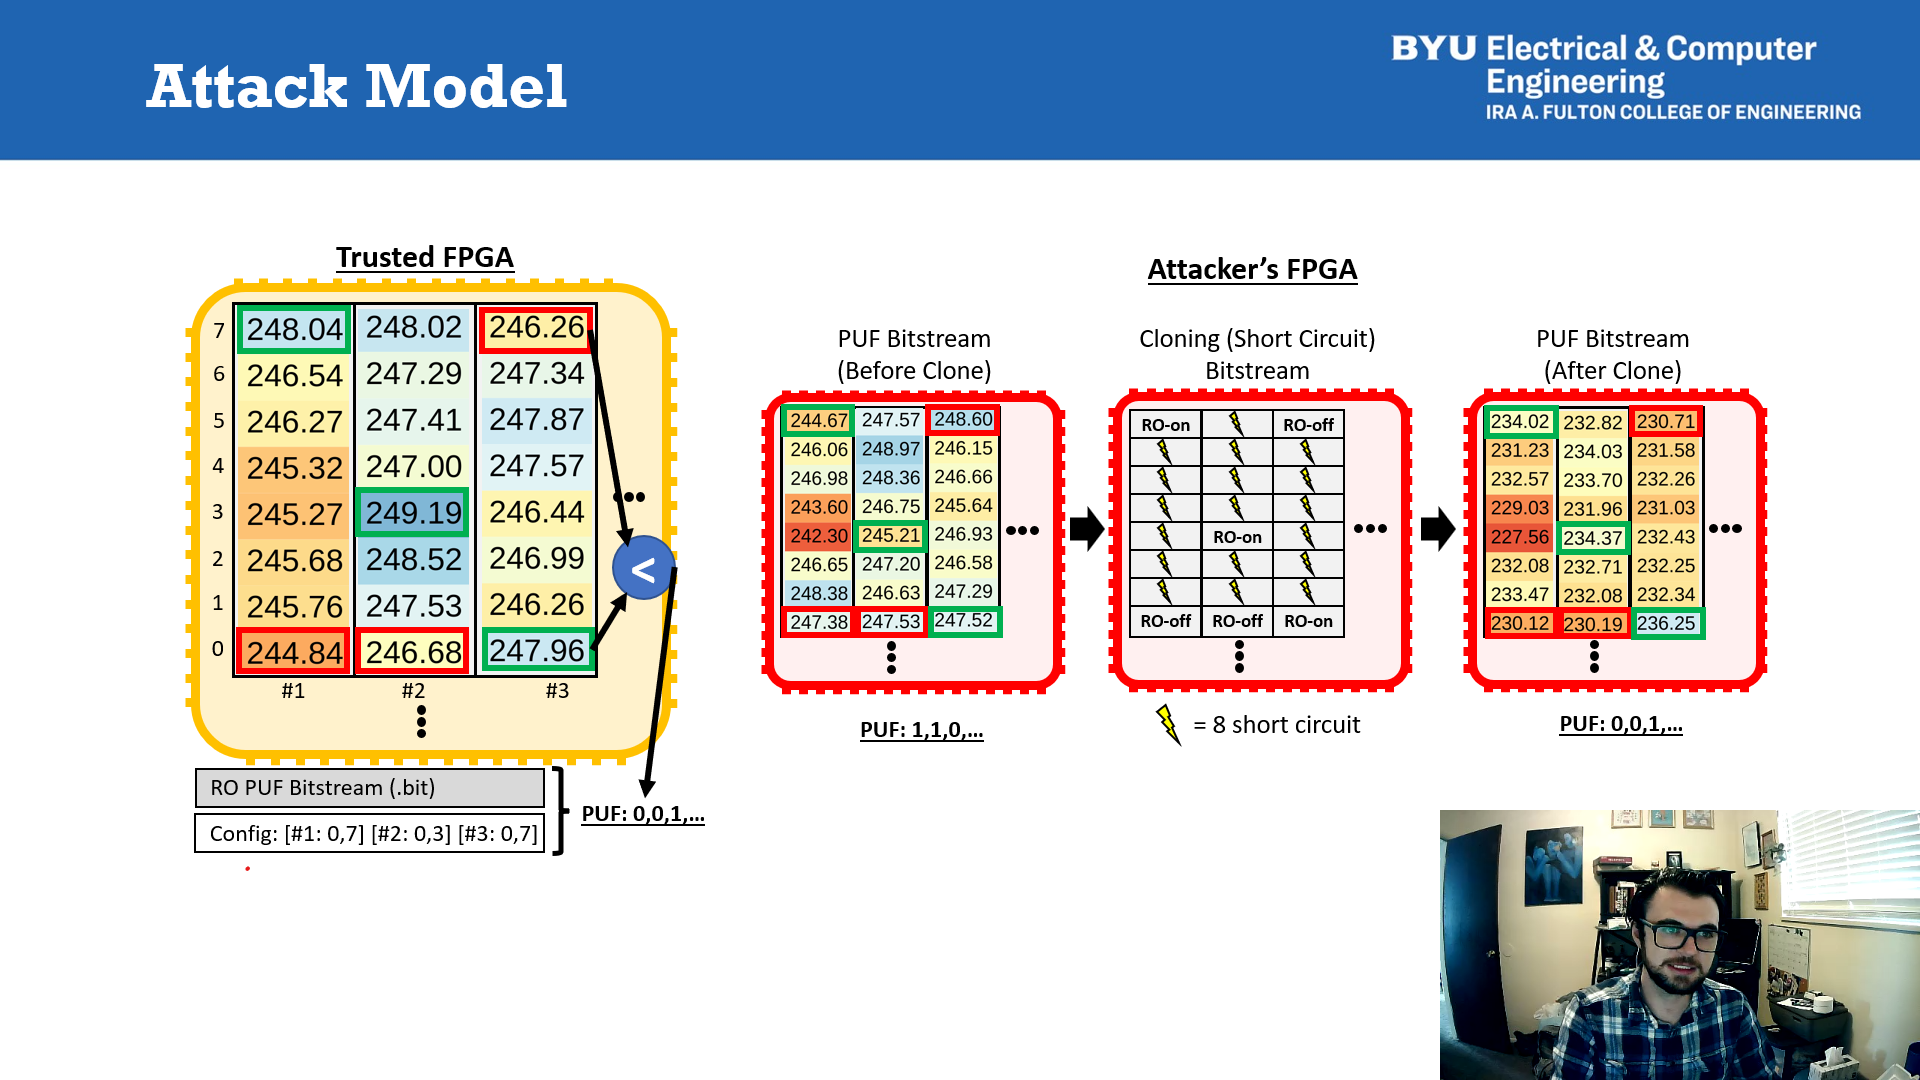 Attack Model
BYU Electrical & Computer
Engineering
IRA A. FULTON COLLEGE OF ENGINEERING
Trusted FPGA
7 248.04 248.02 246.26
6 246.54 247.29 247.34
5 246.27 247.41 247.87
4 245.32 247.00 247.57
3 245.27 249.19 246.44
2 245.68 248.52 246.99
1 245.76 247.53 246.26
0 244.84 246.68 247.96
#1 #2 #3
<
RO PUF Bitstream (.bit)
Config: [#1: 0,7] [#2: 0,3] [#3: 0,7]
PUF: 0,0,1,...
Attacker's FPGA
PUF Bitstream
(Before Clone)
244.67 247.57 248.60
246.06 248.97 246.15
246.98 248.36 246.66
243.60 246.75 245.64
242.30 245.21 246.93
246.65 247.20 246.58
248.38 246.63 247.29
247.38 247.53 247.52
PUF: 1,1,0,...
Cloning (Short Circuit)
Bitstream
RO-on RO-off
RO-on
RO-off RO-off RO-on
= 8 short circuit
PUF Bitstream
(After Clone)
234.02 232.82 230.71
231.23 234.03 231.58
232.57 233.70 232.26
229.03 231.96 231.03
227.56 234.37 232.43
232.08 232.71 232.25
233.47 232.08 232.34
230.12 230.19 236.25
PUF: 0,0,1,...